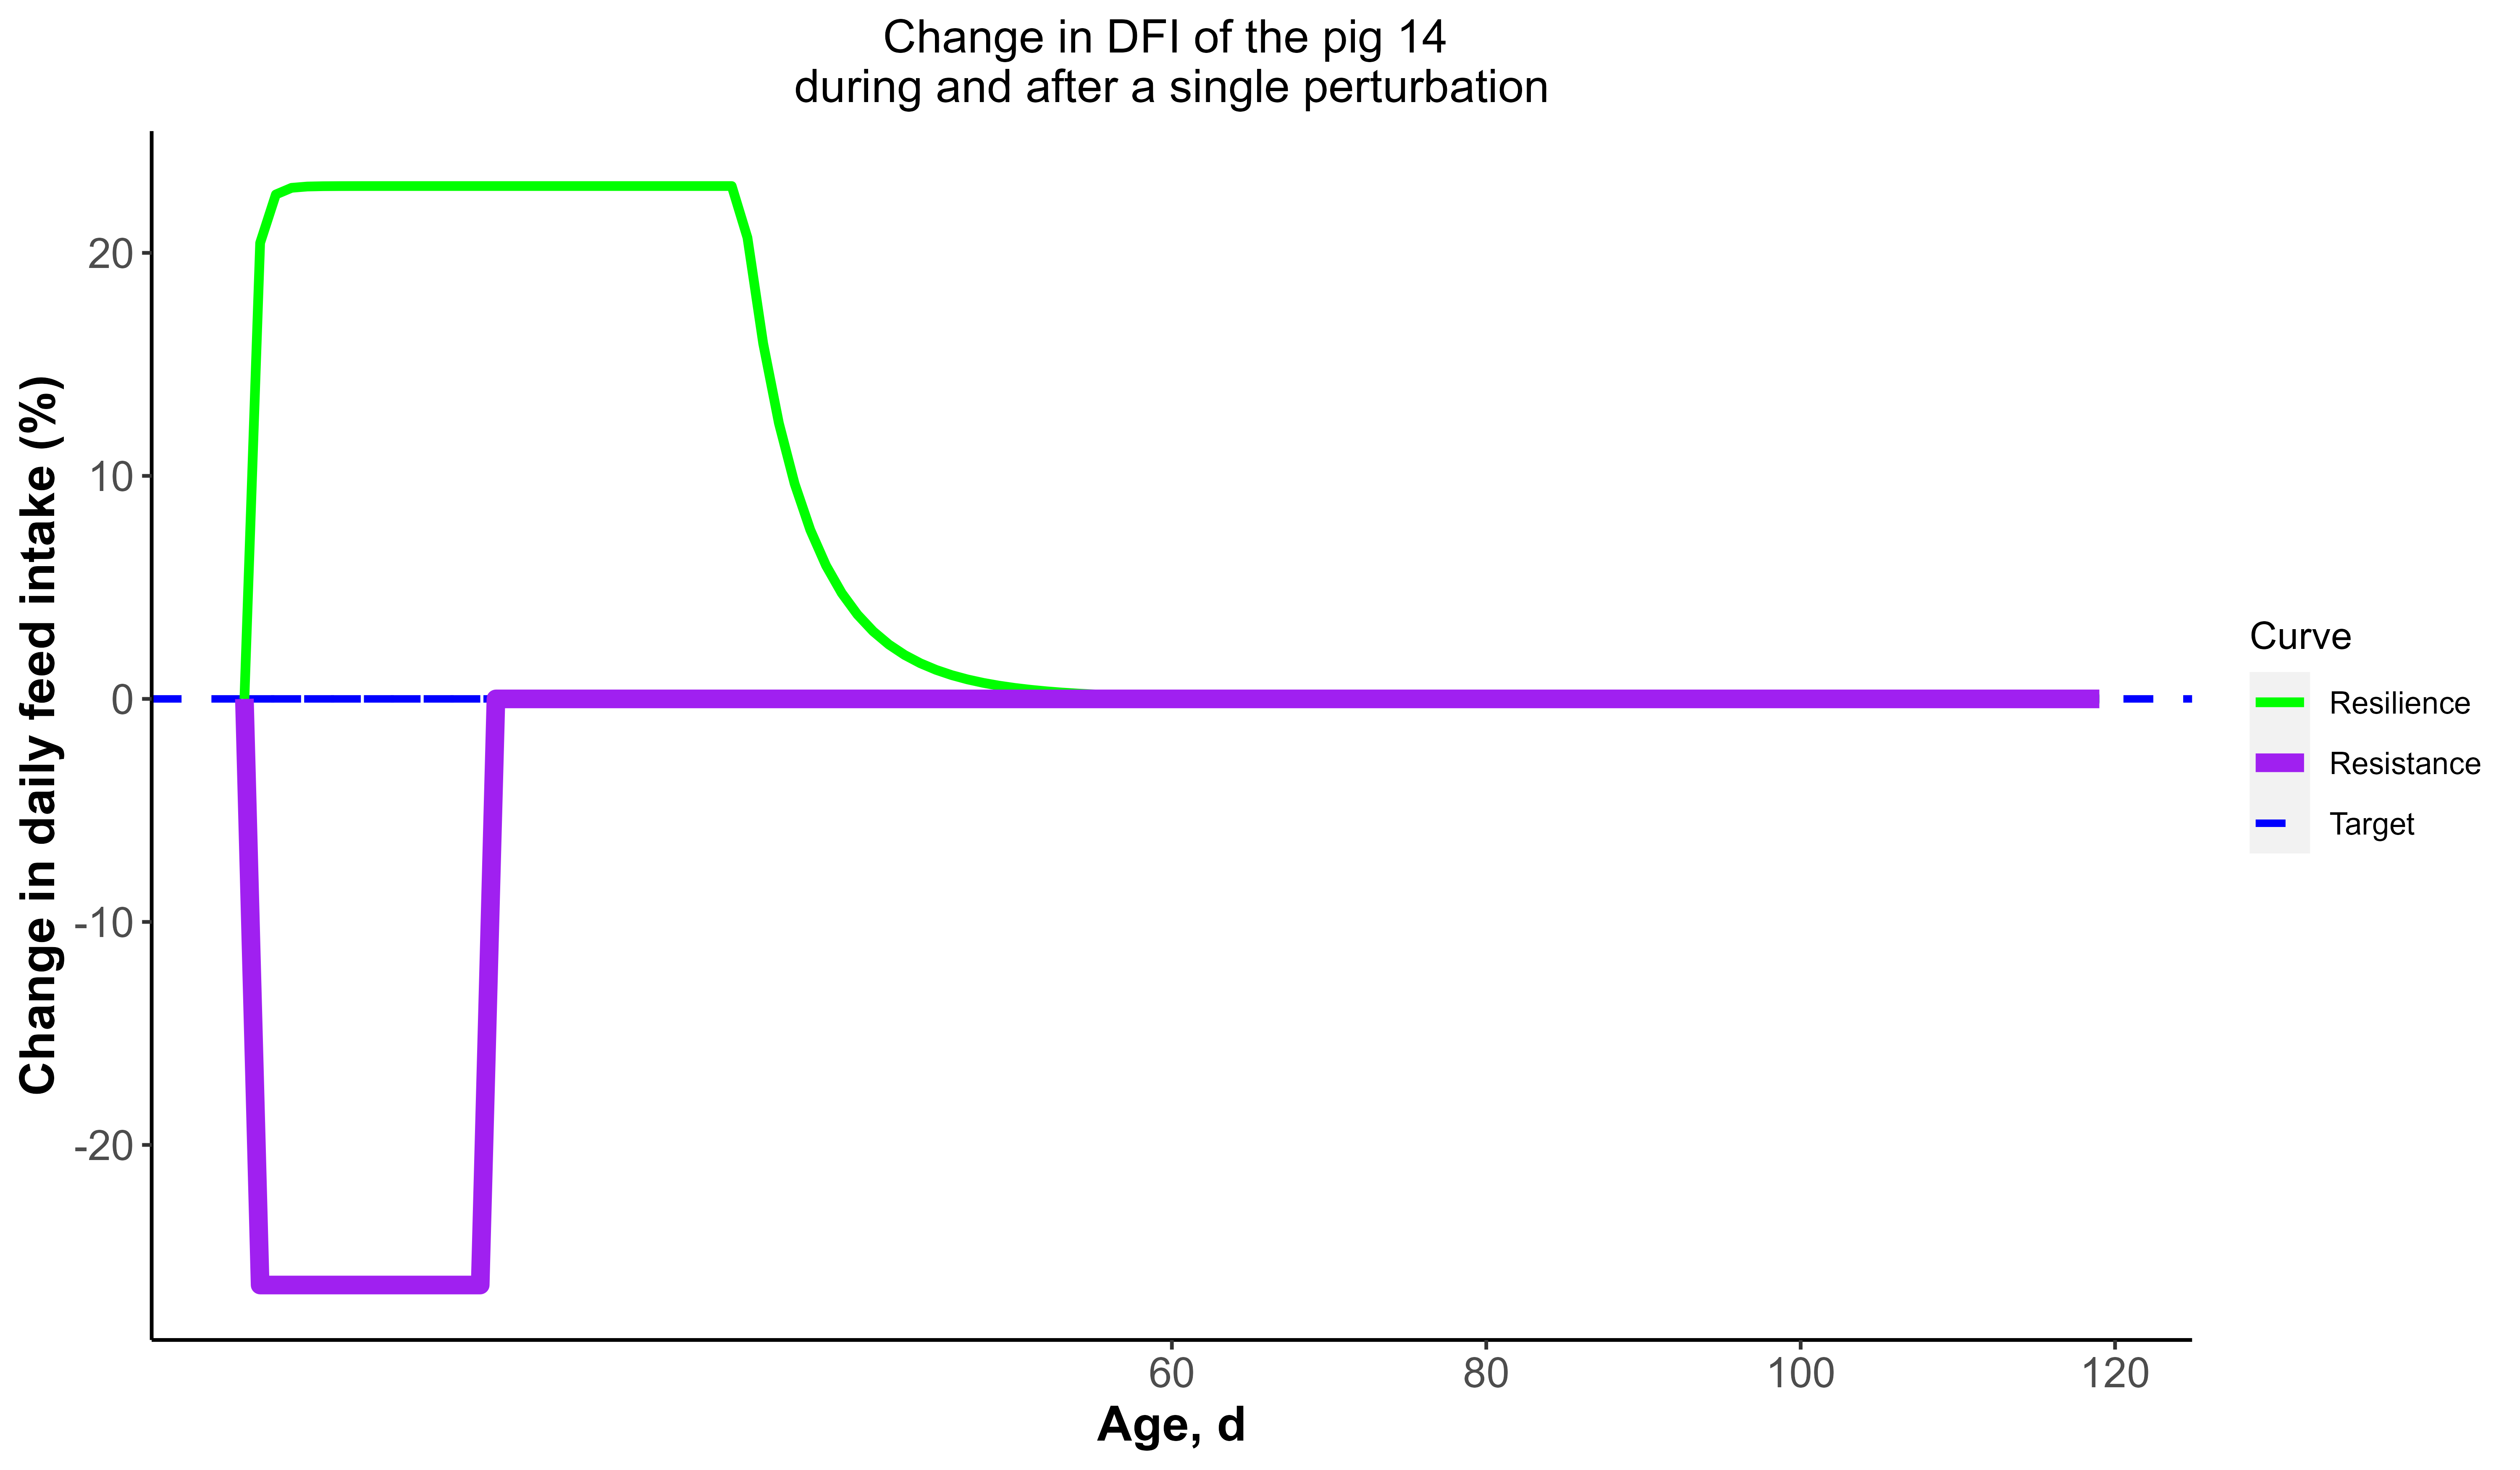 Change in DFI of the pig 14
during and after a single perturbation
Change in daily feed intake (%)
20
10
0
-10
-20
60
80
100
120
Age, d
Curve
Resilience
Resistance
Target